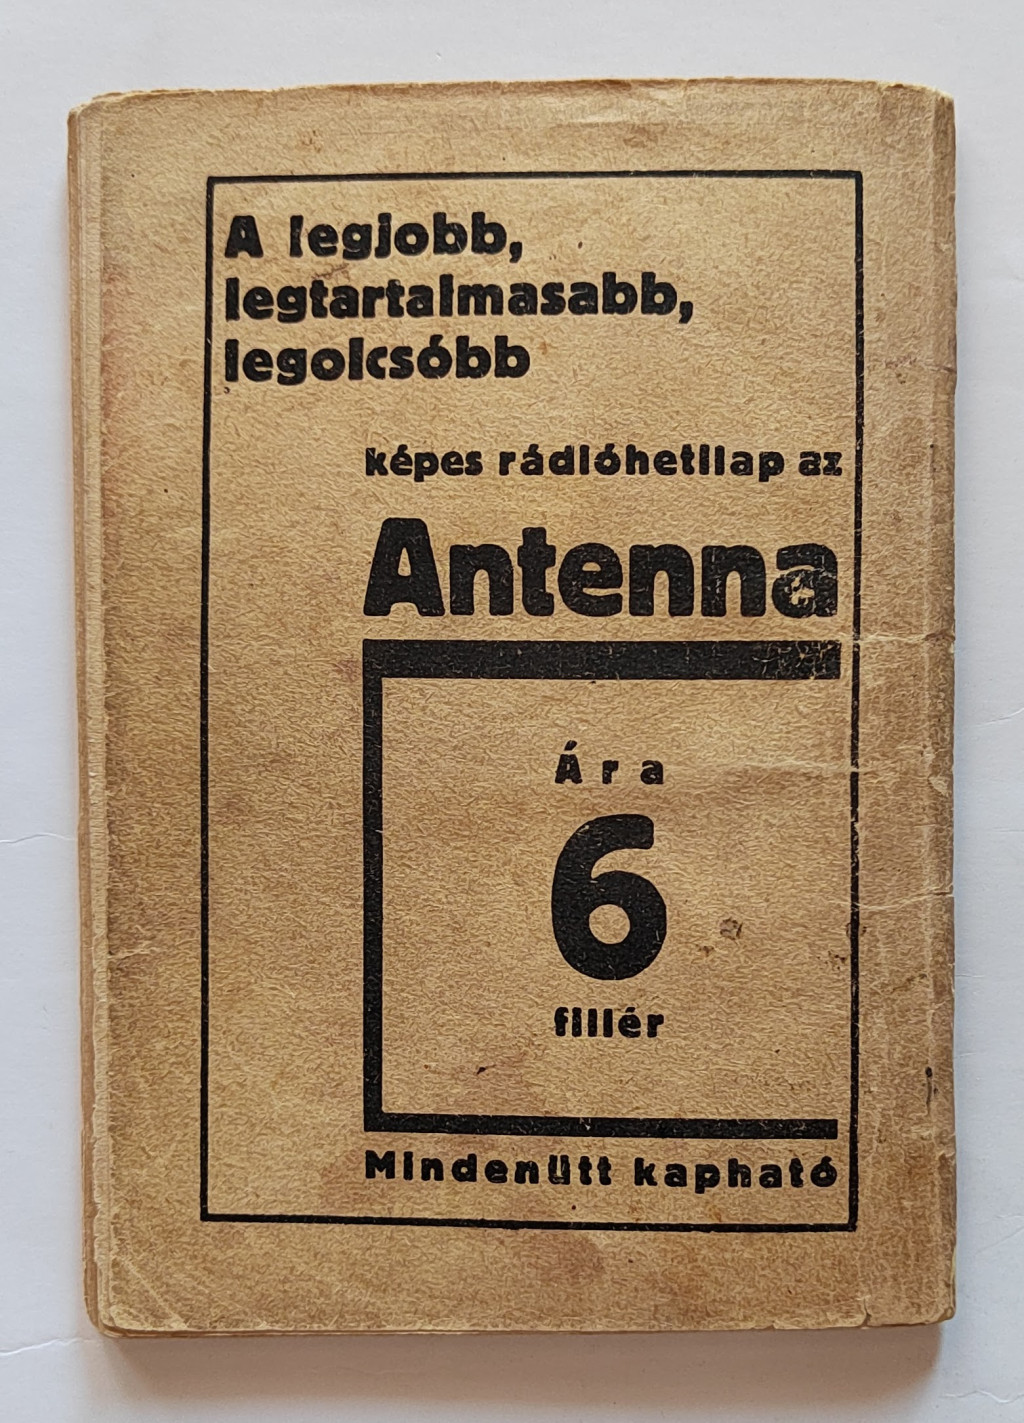 A legjobb,
legtartalmasabb,
legolcsóbb
képes rádióhetilap az
Antenna
Ára
6
fillér
Mindenütt kapható